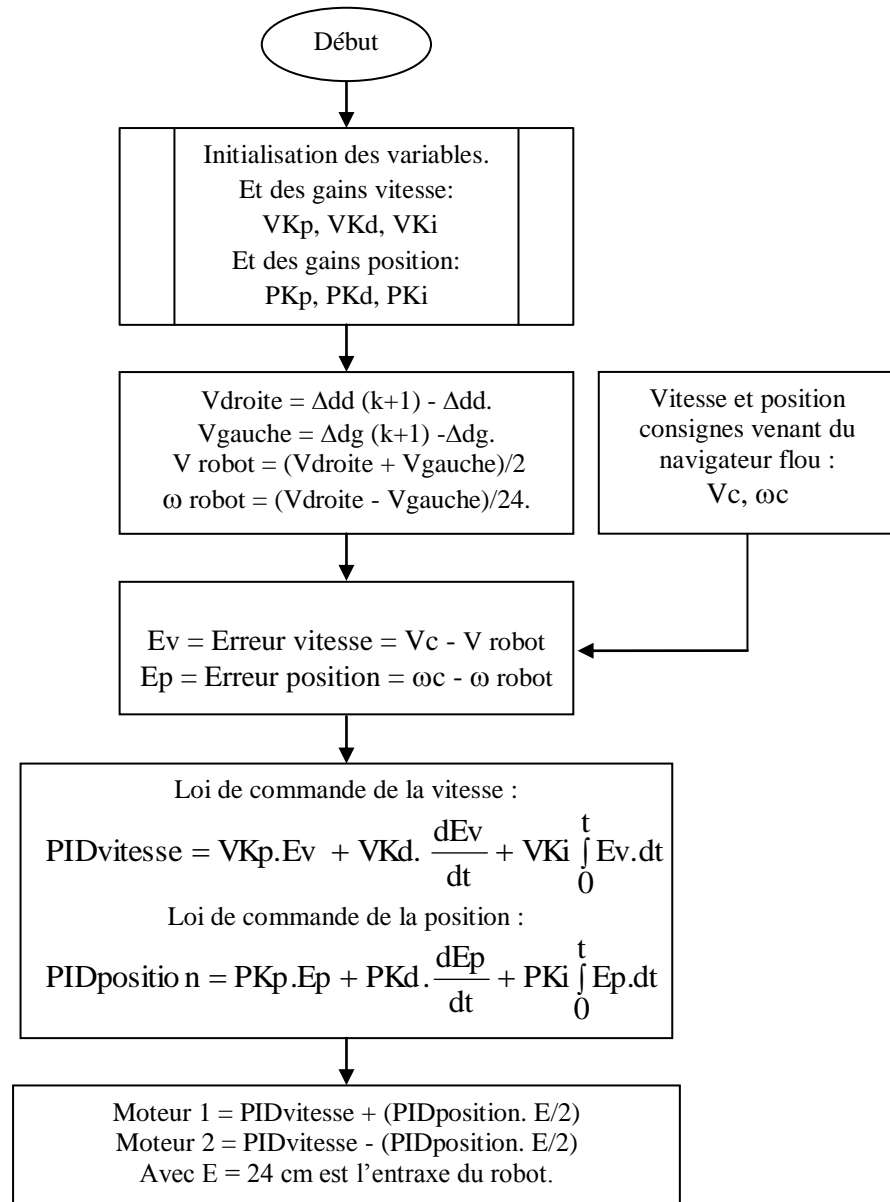 Début
Initialisation des variables.
Et des gains vitesse:
VKp, VKd, VKi
Et des gains position:
PKp, PKd, PKi
Vdroite = Δdd (k+1) - Δdd.
Vgauche = Δdg (k+1) -Δdg.
V robot = (Vdroite + Vgauche)/2
ω robot = (Vdroite - Vgauche)/24.
Vitesse et position
consignes venant du
navigateur flou :
Vc, ωc
Ev = Erreur vitesse = Vc - V robot
Ep = Erreur position = ωc - ω robot
Loi de commande de la vitesse :
PIDvitesse = VKp.Ev + VKd. dEv/dt + VKi ∫₀ᵗ Ev.dt
Loi de commande de la position :
PIDpositio n = PKp.Ep + PKd. dEp/dt + PKi ∫₀ᵗ Ep.dt
Moteur 1 = PIDvitesse + (PIDposition. E/2)
Moteur 2 = PIDvitesse - (PIDposition. E/2)
Avec E = 24 cm est l'entraxe du robot.